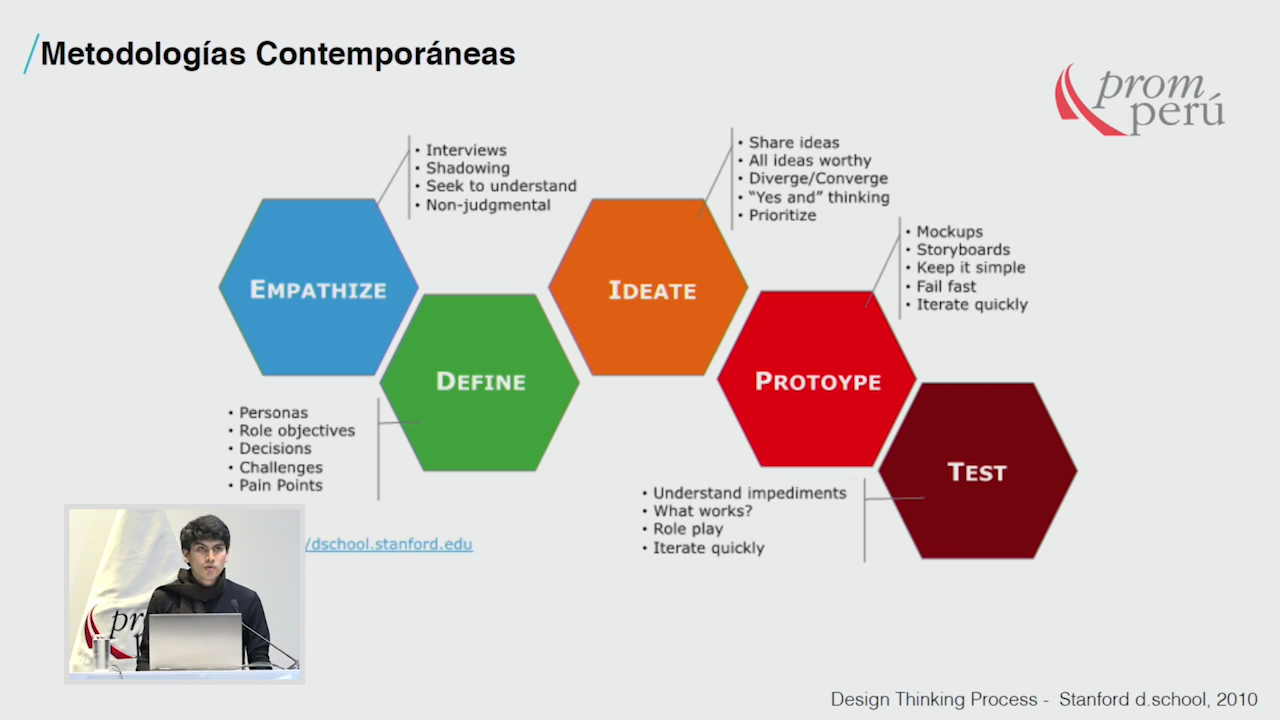 Metodologías Contemporáneas
prom
perú
• Interviews
• Shadowing
• Seek to understand
• Non-judgmental
• Share ideas
• All ideas worthy
• Diverge/Converge
• “Yes and” thinking
• Prioritize
• Mockups
• Storyboards
• Keep it simple
• Fail fast
• Iterate quickly
EMPATHIZE
DEFINE
IDEATE
PROTOYPE
TEST
• Personas
• Role objectives
• Decisions
• Challenges
• Pain Points
• Understand impediments
• What works?
• Role play
• Iterate quickly
/dschool.stanford.edu
pr
Design Thinking Process - Stanford d.school, 2010